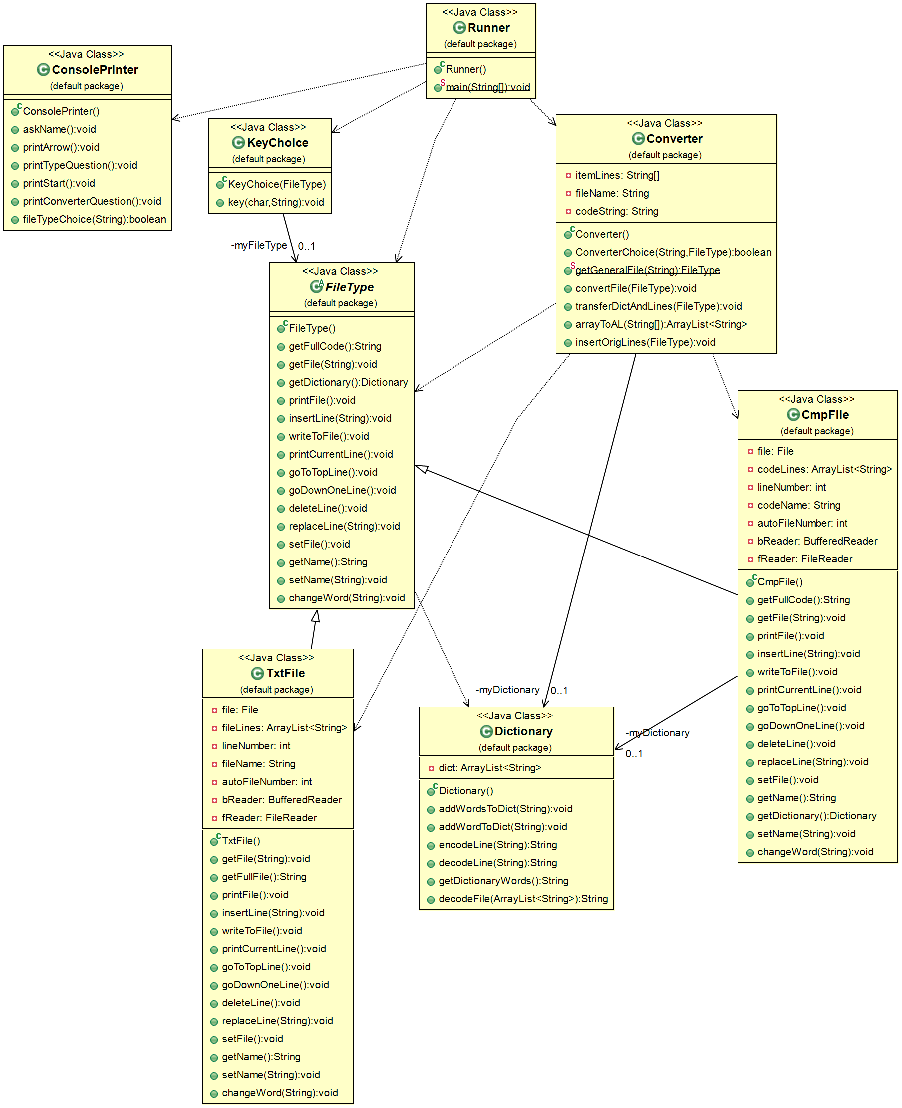 <<Java Class>>
Runner
(default package)
Runner()
main(String[]):void
<<Java Class>>
ConsolePrinter
(default package)
ConsolePrinter()
askName():void
printArrow():void
printTypeQuestion():void
printStart():void
printConverterQuestion():void
fileTypeChoice(String):boolean
<<Java Class>>
KeyChoice
(default package)
KeyChoice(FileType)
key(char,String):void
<<Java Class>>
Converter
(default package)
itemLines: String[]
fileName: String
codeString: String
Converter()
ConverterChoice(String,FileType):boolean
getGeneralFile(String):FileType
convertFile(FileType):void
transferDictAndLines(FileType):void
arrayToAL(String[]):ArrayList<String>
insertOrigLines(FileType):void
-myFileType
0..1
<<Java Class>>
FileType
(default package)
FileType()
getFullCode():String
getFile(String):void
getDictionary():Dictionary
printFile():void
insertLine(String):void
writeToFile():void
printCurrentLine():void
goToTopLine():void
goDownOneLine():void
deleteLine():void
replaceLine(String):void
setFile():void
getName():String
setName(String):void
changeWord(String):void
<<Java Class>>
CmpFile
(default package)
file: File
codeLines: ArrayList<String>
lineNumber: int
codeName: String
autoFileNumber: int
bReader: BufferedReader
fReader: FileReader
CmpFile()
getFullCode():String
getFile(String):void
printFile():void
insertLine(String):void
writeToFile():void
printCurrentLine():void
goToTopLine():void
goDownOneLine():void
deleteLine():void
replaceLine(String):void
setFile():void
getName():String
getDictionary():Dictionary
setName(String):void
changeWord(String):void
<<Java Class>>
TxtFile
(default package)
file: File
fileLines: ArrayList<String>
lineNumber: int
fileName: String
autoFileNumber: int
bReader: BufferedReader
fReader: FileReader
TxtFile()
getFile(String):void
getFullFile():String
printFile():void
insertLine(String):void
writeToFile():void
printCurrentLine():void
goToTopLine():void
goDownOneLine():void
deleteLine():void
replaceLine(String):void
setFile():void
getName():String
setName(String):void
changeWord(String):void
-myDictionary
0..1
-myDictionary
0..1
<<Java Class>>
Dictionary
(default package)
dict: ArrayList<String>
Dictionary()
addWordsToDict(String):void
addWordToDict(String):void
encodeLine(String):String
decodeLine(String):String
getDictionaryWords():String
decodeFile(ArrayList<String>):String